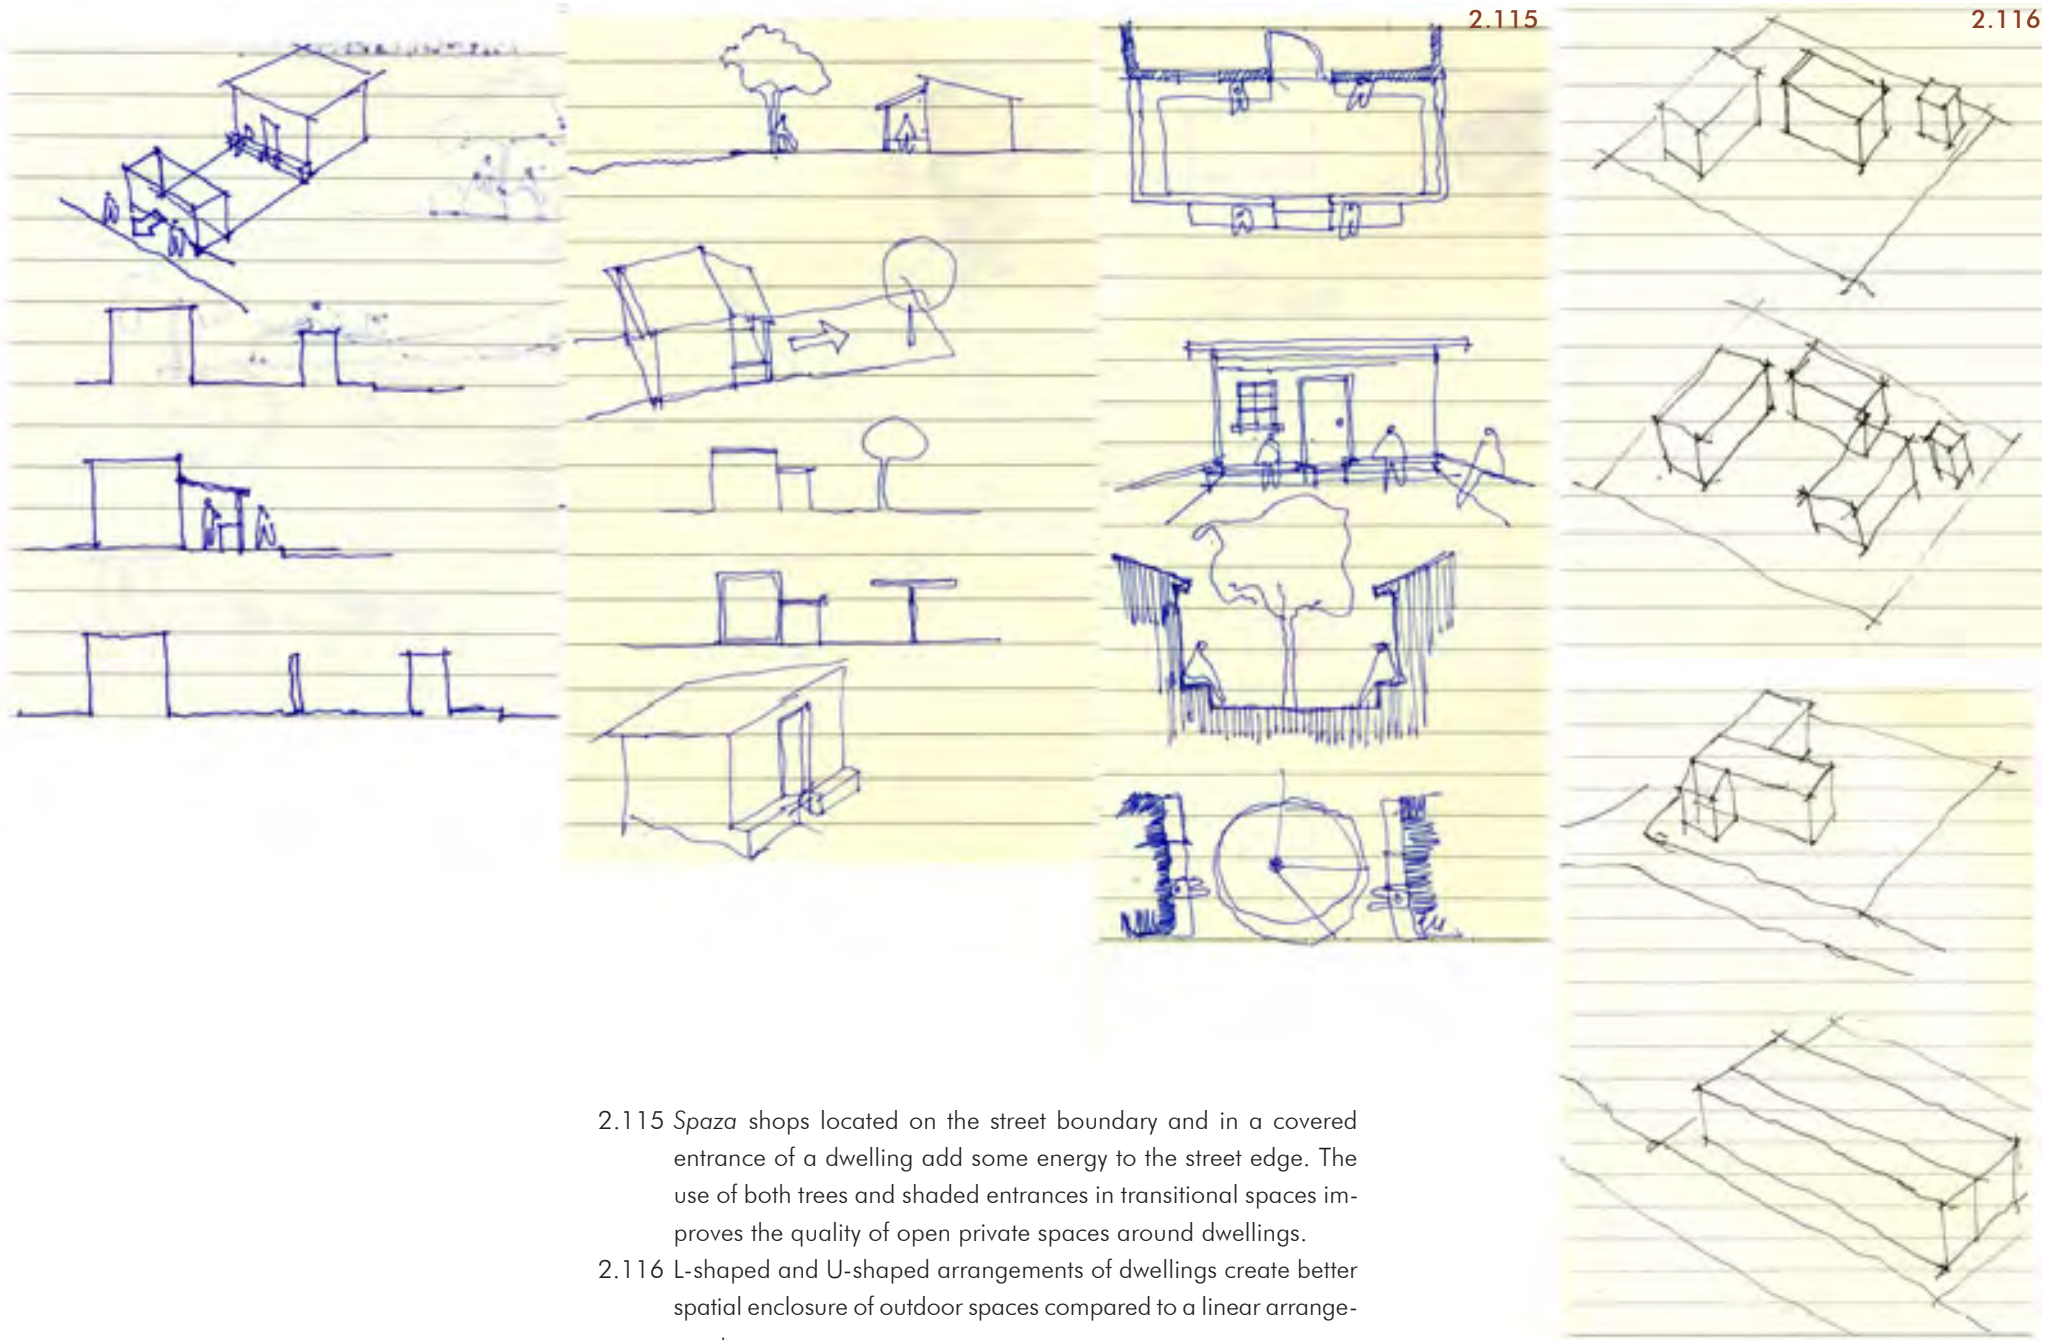 2.115
2.116
2.115 Spaza shops located on the street boundary and in a covered
entrance of a dwelling add some energy to the street edge. The
use of both trees and shaded entrances in transitional spaces im-
proves the quality of open private spaces around dwellings.
2.116 L-shaped and U-shaped arrangements of dwellings create better
spatial enclosure of outdoor spaces compared to a linear arrange-